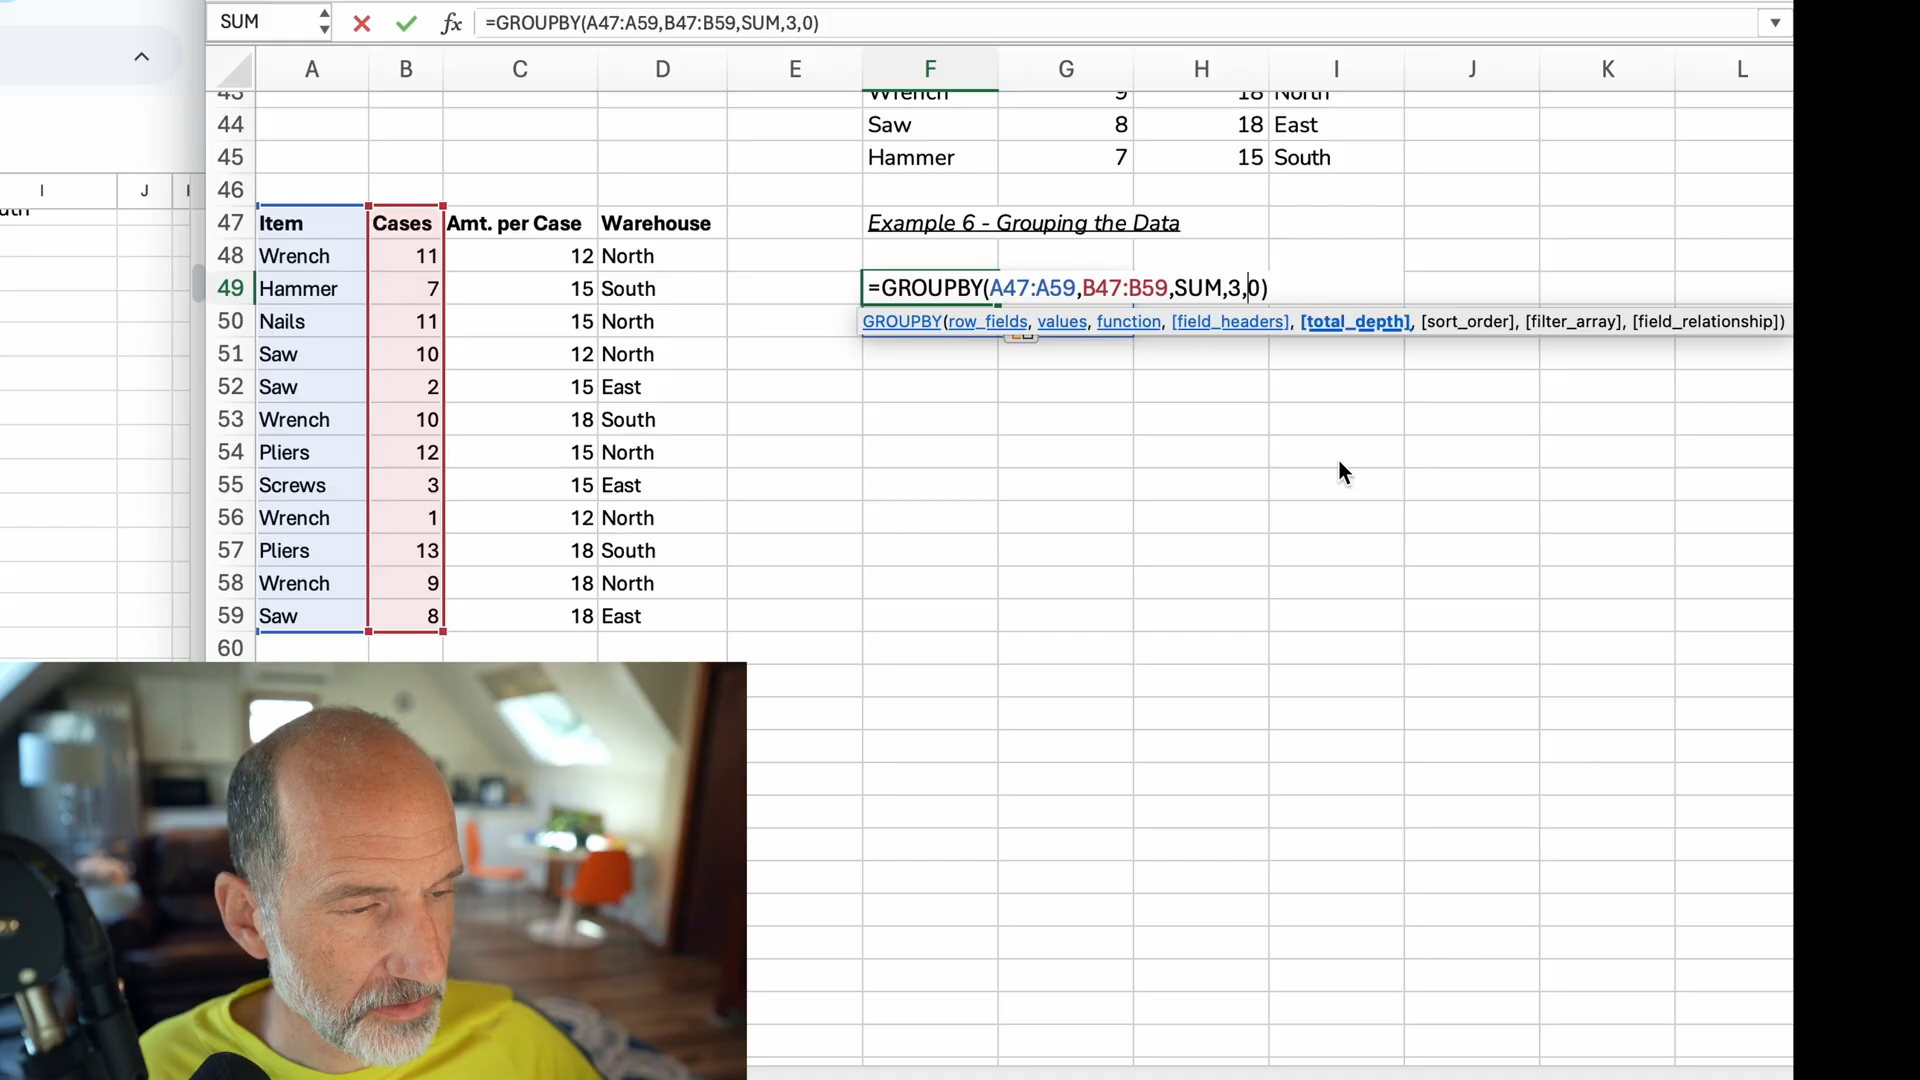 SUM =GROUPBY(A47:A59,B47:B59,SUM,3,0)
A B C D E F G H I J K L
I J
43 Wrench 9 18 North
44 Saw 8 18 East
45 Hammer 7 15 South
46
47 Item Cases Amt. per Case Warehouse Example 6 - Grouping the Data
48 Wrench 11 12 North
49 Hammer 7 15 South =GROUPBY(A47:A59,B47:B59,SUM,3,0)
50 Nails 11 15 North GROUPBY(row_fields, values, function, [field_headers], [total_depth], [sort_order], [filter_array], [field_relationship])
51 Saw 10 12 North
52 Saw 2 15 East
53 Wrench 10 18 South
54 Pliers 12 15 North
55 Screws 3 15 East
56 Wrench 1 12 North
57 Pliers 13 18 South
58 Wrench 9 18 North
59 Saw 8 18 East
60